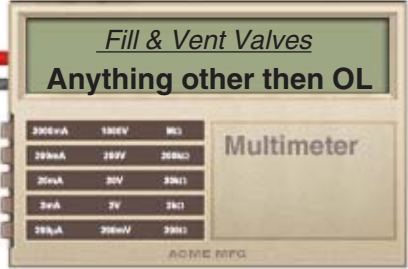 Fill & Vent Valves
Anything other then OL
2000mA 1000V MΩ
200mA 200V 200kΩ
20mA 20V 20kΩ
2mA 2V 2kΩ
200µA 200mV 200Ω
Multimeter
ACME MFG